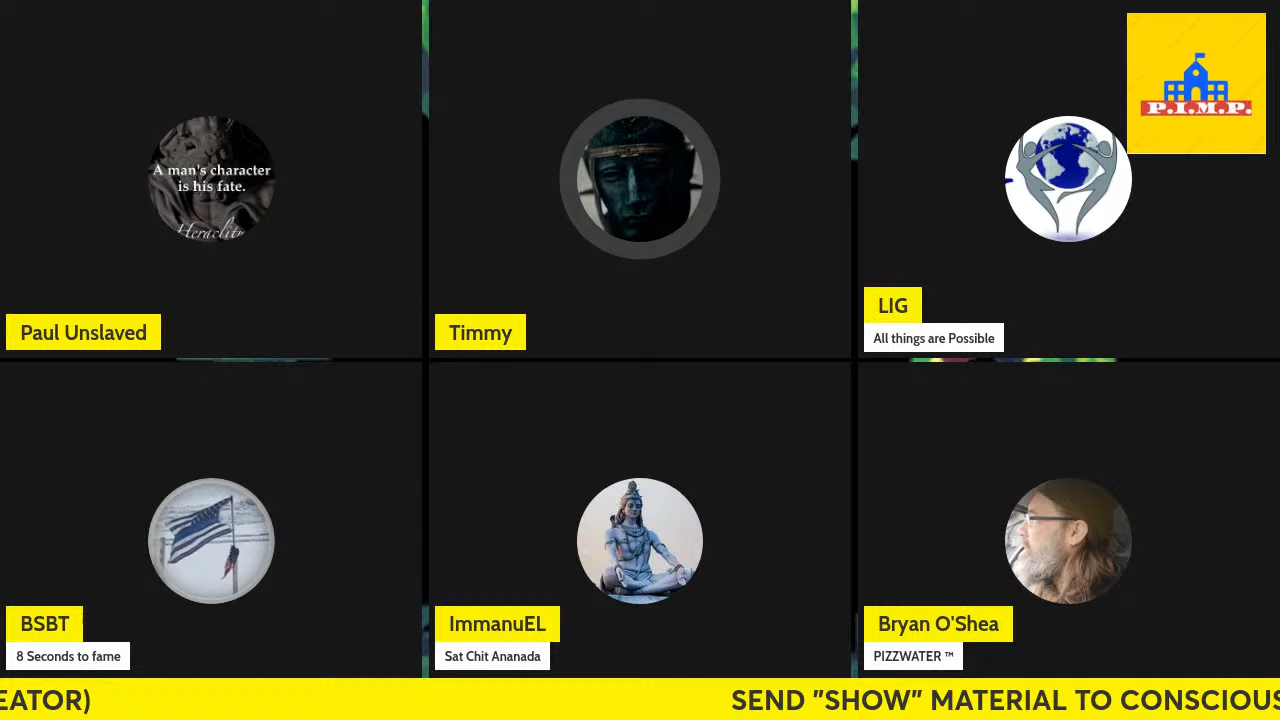 A man's character
is his fate.
P.I.M.P.
Paul Unslaved
Timmy
LIG
All things are Possible
BSBT
8 Seconds to fame
ImmanuEL
Sat Chit Ananada
Bryan O'Shea
PIZZWATER ™
EATOR) SEND "SHOW" MATERIAL TO CONSCIOUS